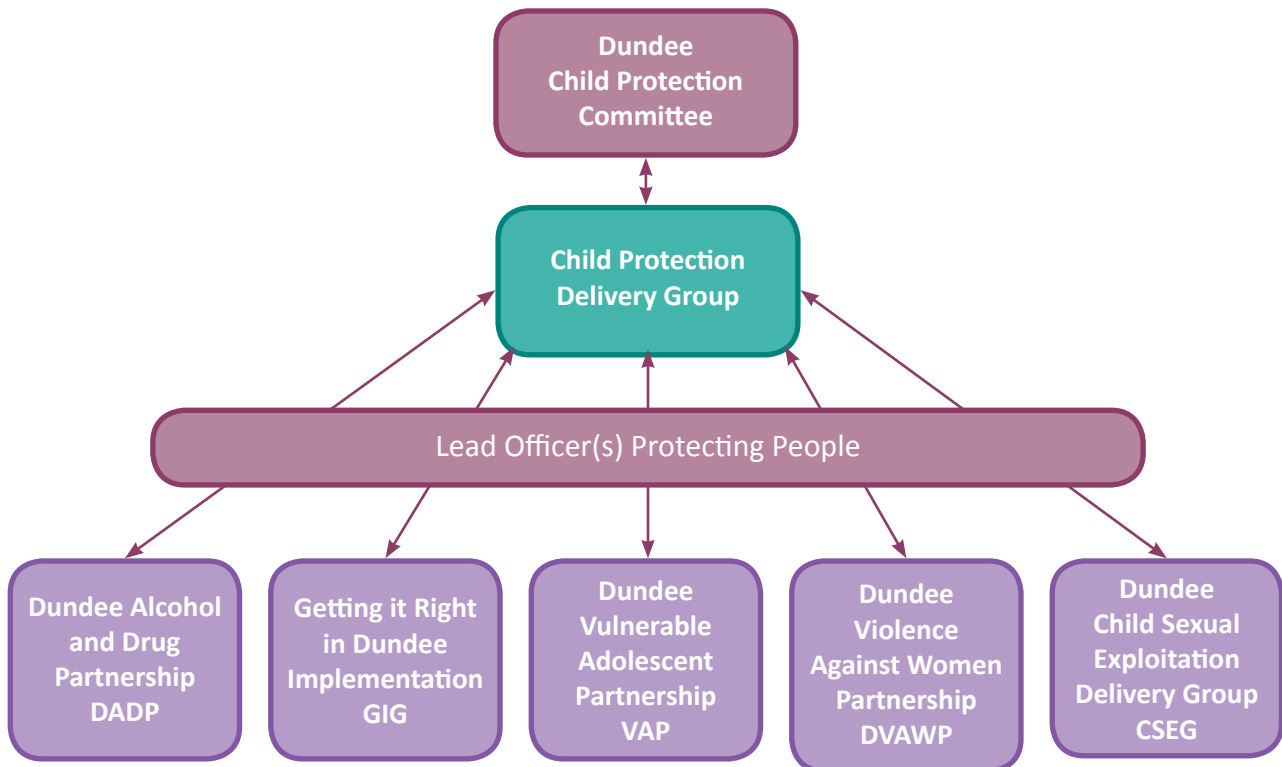 Dundee
Child Protection
Committee
Child Protection
Delivery Group
Lead Officer(s) Protecting People
Dundee Alcohol
and Drug
Partnership
DADP
Getting it Right
in Dundee
Implementation
GIG
Dundee
Vulnerable
Adolescent
Partnership
VAP
Dundee
Violence
Against Women
Partnership
DVAWP
Dundee
Child Sexual
Exploitation
Delivery Group
CSEG